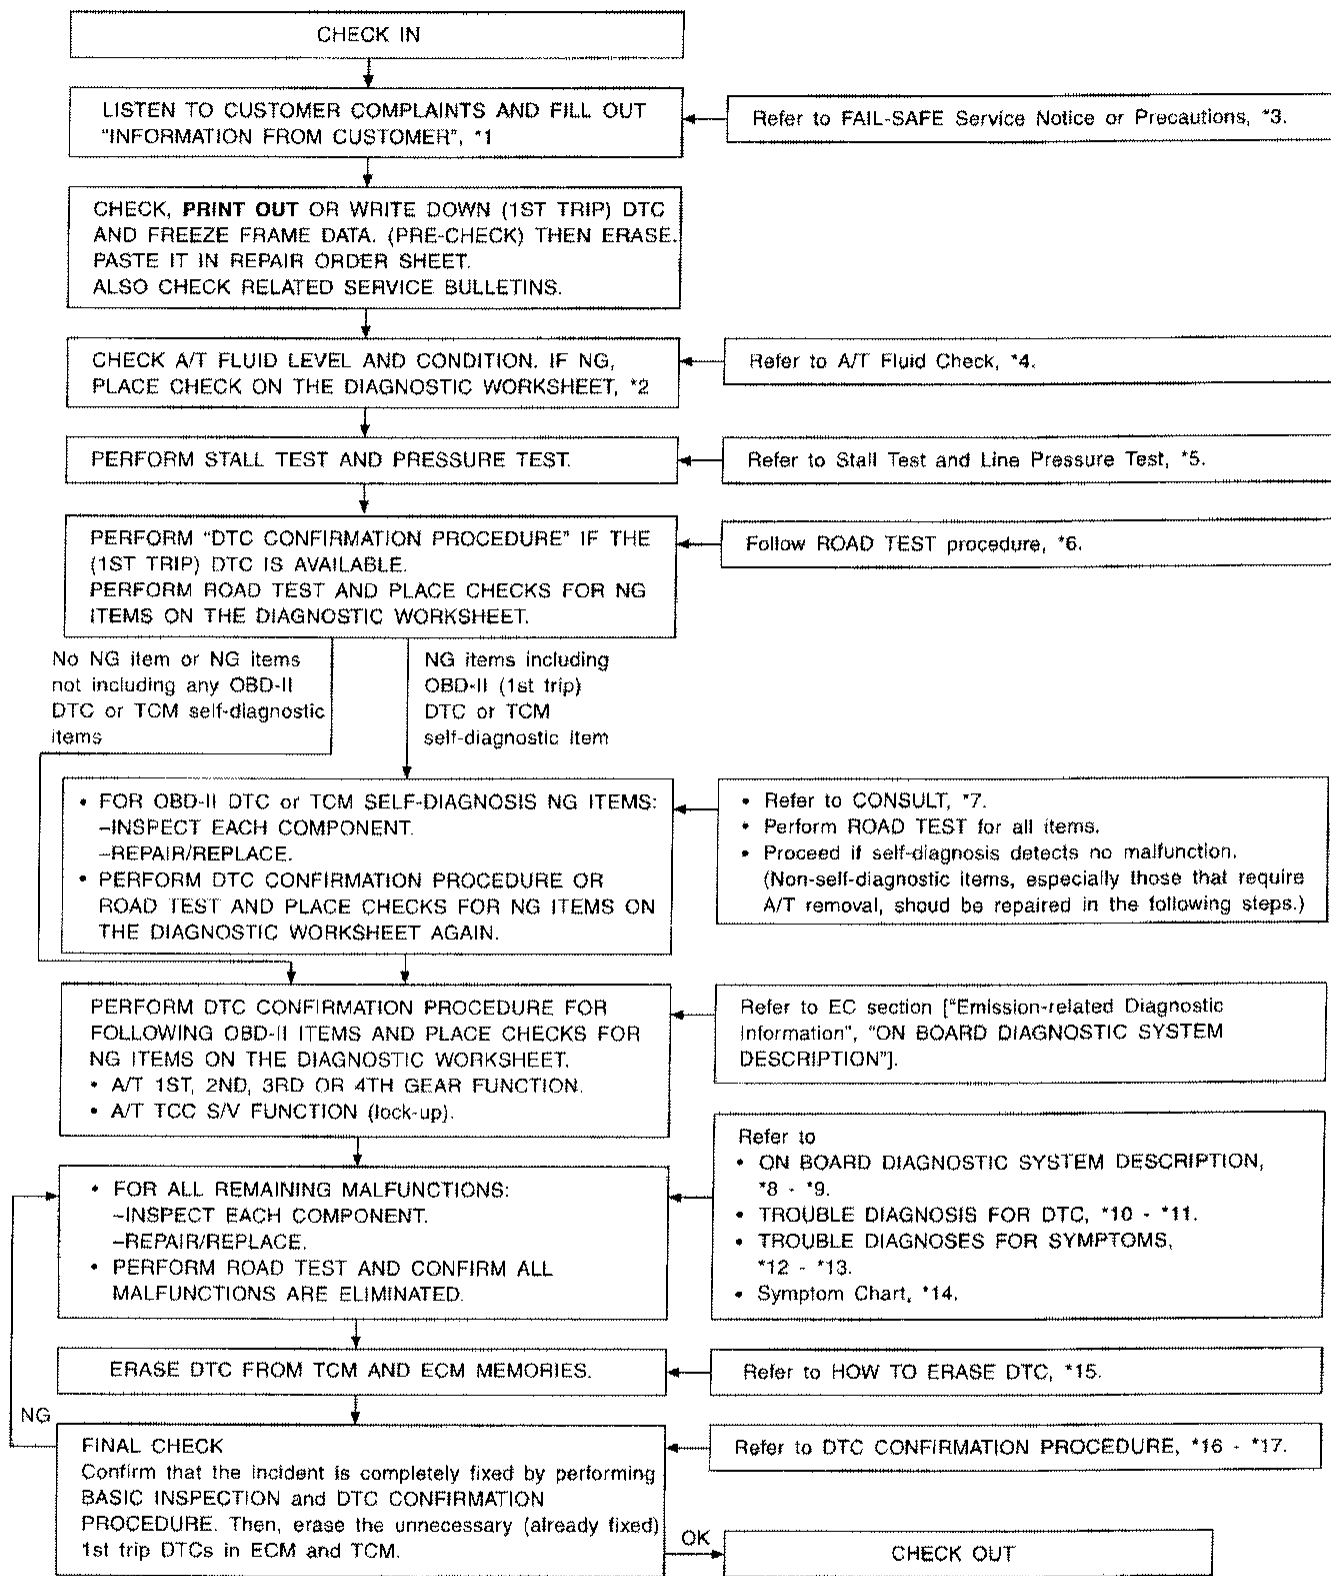 CHECK IN
LISTEN TO CUSTOMER COMPLAINTS AND FILL OUT
"INFORMATION FROM CUSTOMER", *1
Refer to FAIL-SAFE Service Notice or Precautions, *3.
CHECK, PRINT OUT OR WRITE DOWN (1ST TRIP) DTC
AND FREEZE FRAME DATA. (PRE-CHECK) THEN ERASE.
PASTE IT IN REPAIR ORDER SHEET.
ALSO CHECK RELATED SERVICE BULLETINS.
CHECK A/T FLUID LEVEL AND CONDITION. IF NG,
PLACE CHECK ON THE DIAGNOSTIC WORKSHEET, *2
Refer to A/T Fluid Check, *4.
PERFORM STALL TEST AND PRESSURE TEST.
Refer to Stall Test and Line Pressure Test, *5.
PERFORM "DTC CONFIRMATION PROCEDURE" IF THE
(1ST TRIP) DTC IS AVAILABLE.
PERFORM ROAD TEST AND PLACE CHECKS FOR NG
ITEMS ON THE DIAGNOSTIC WORKSHEET.
Follow ROAD TEST procedure, *6.
No NG item or NG items
not including any OBD-II
DTC or TCM self-diagnostic
items
NG items including
OBD-II (1st trip)
DTC or TCM
self-diagnostic item
• FOR OBD-II DTC or TCM SELF-DIAGNOSIS NG ITEMS:
–INSPECT EACH COMPONENT.
–REPAIR/REPLACE.
• PERFORM DTC CONFIRMATION PROCEDURE OR
ROAD TEST AND PLACE CHECKS FOR NG ITEMS ON
THE DIAGNOSTIC WORKSHEET AGAIN.
• Refer to CONSULT, *7.
• Perform ROAD TEST for all items.
• Proceed if self-diagnosis detects no malfunction.
(Non-self-diagnostic items, especially those that require
A/T removal, shoud be repaired in the following steps.)
PERFORM DTC CONFIRMATION PROCEDURE FOR
FOLLOWING OBD-II ITEMS AND PLACE CHECKS FOR
NG ITEMS ON THE DIAGNOSTIC WORKSHEET.
• A/T 1ST, 2ND, 3RD OR 4TH GEAR FUNCTION.
• A/T TCC S/V FUNCTION (lock-up).
Refer to EC section ["Emission-related Diagnostic
Information", "ON BOARD DIAGNOSTIC SYSTEM
DESCRIPTION"].
• FOR ALL REMAINING MALFUNCTIONS:
–INSPECT EACH COMPONENT.
–REPAIR/REPLACE.
• PERFORM ROAD TEST AND CONFIRM ALL
MALFUNCTIONS ARE ELIMINATED.
Refer to
• ON BOARD DIAGNOSTIC SYSTEM DESCRIPTION,
*8 - *9.
• TROUBLE DIAGNOSIS FOR DTC, *10 - *11.
• TROUBLE DIAGNOSES FOR SYMPTOMS,
*12 - *13.
• Symptom Chart, *14.
ERASE DTC FROM TCM AND ECM MEMORIES.
Refer to HOW TO ERASE DTC, *15.
NG
FINAL CHECK
Confirm that the incident is completely fixed by performing
BASIC INSPECTION and DTC CONFIRMATION
PROCEDURE. Then, erase the unnecessary (already fixed)
1st trip DTCs in ECM and TCM.
Refer to DTC CONFIRMATION PROCEDURE, *16 - *17.
OK
CHECK OUT